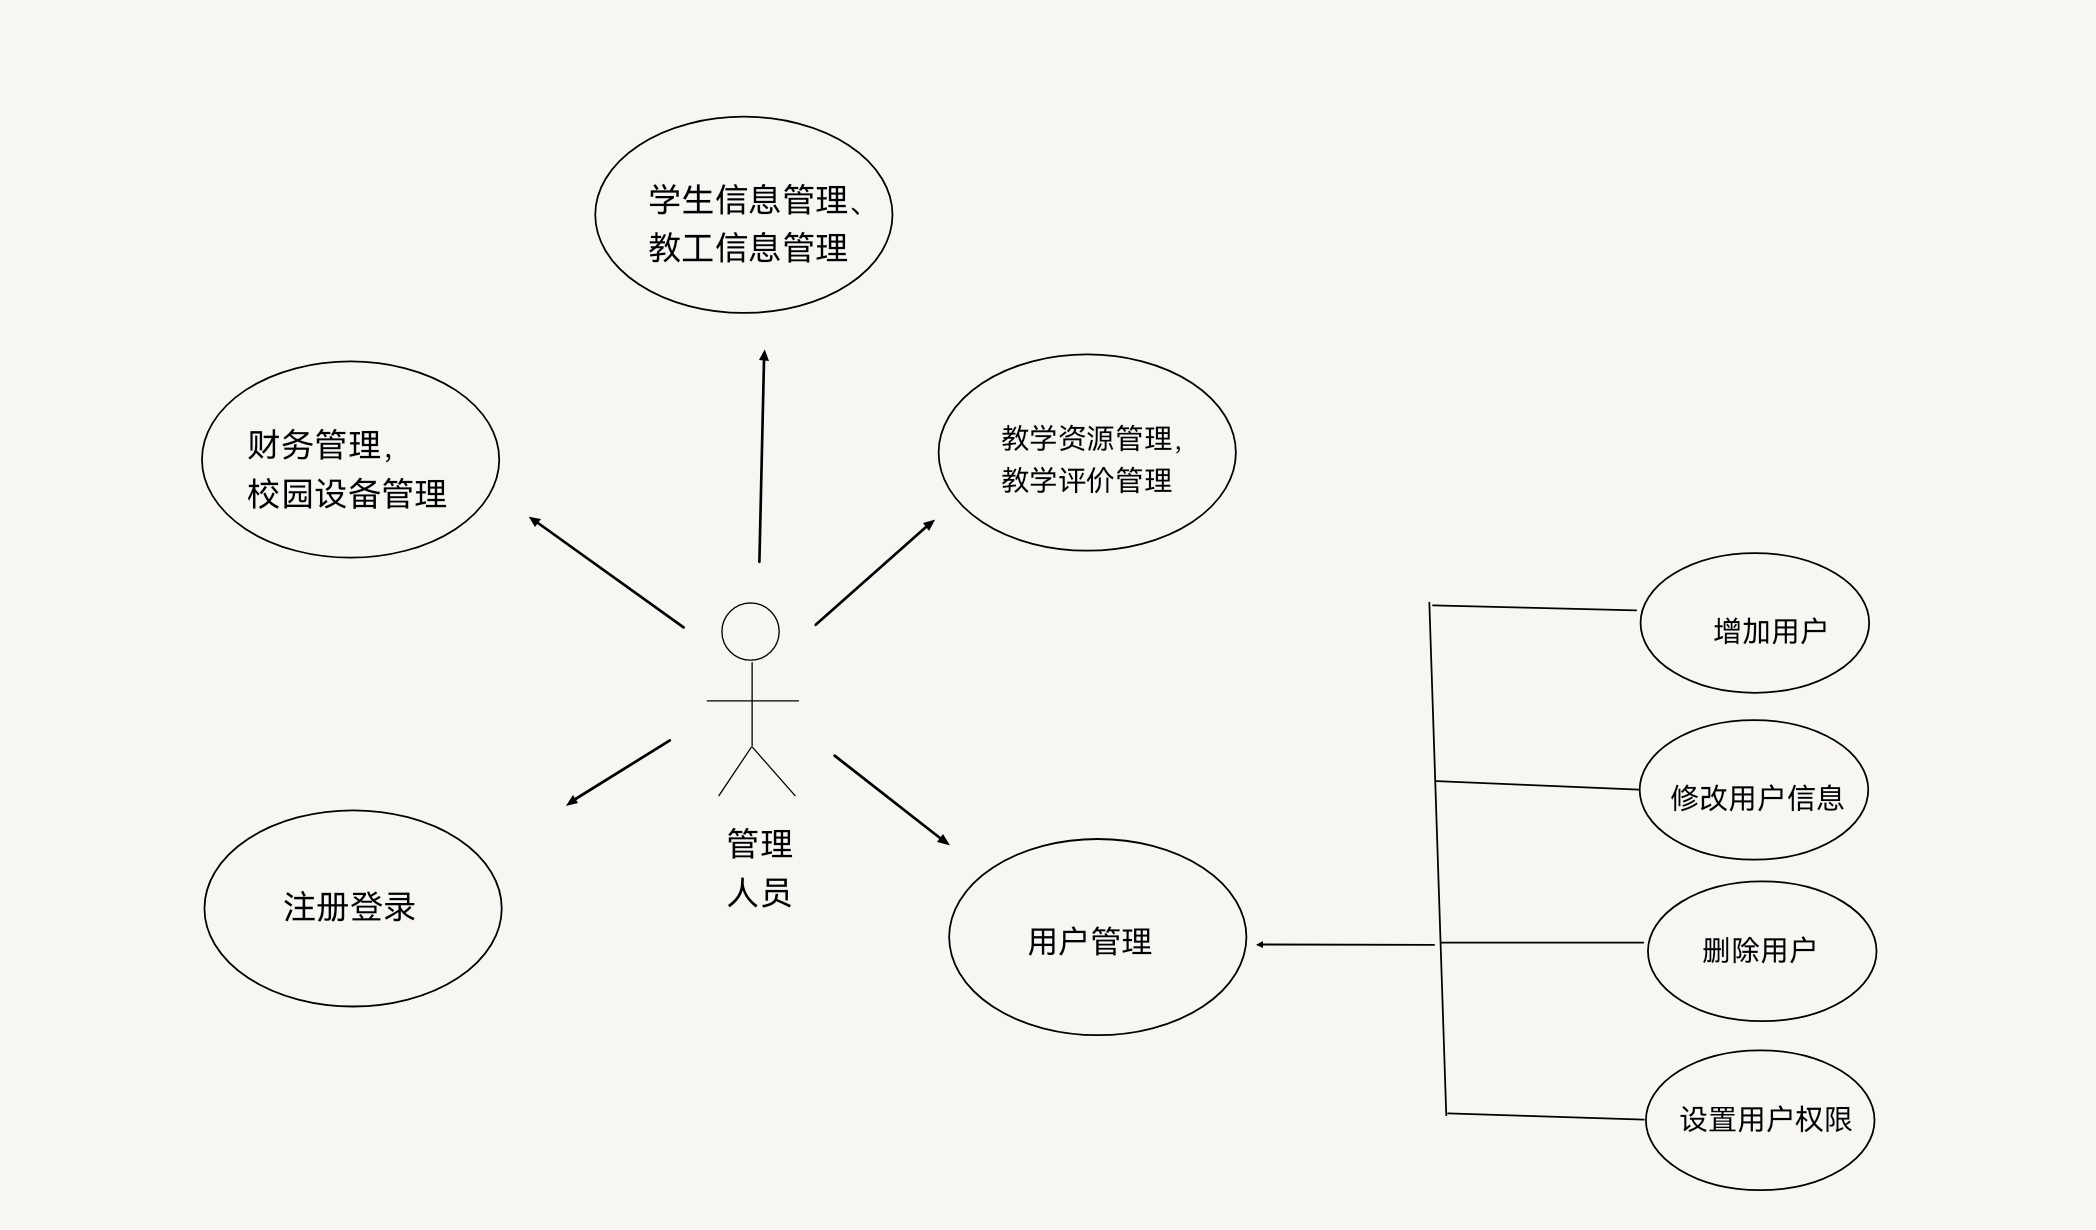 学生信息管理、
教工信息管理
财务管理，
校园设备管理
教学资源管理，
教学评价管理
增加用户
修改用户信息
管理
人员
注册登录
用户管理
删除用户
设置用户权限